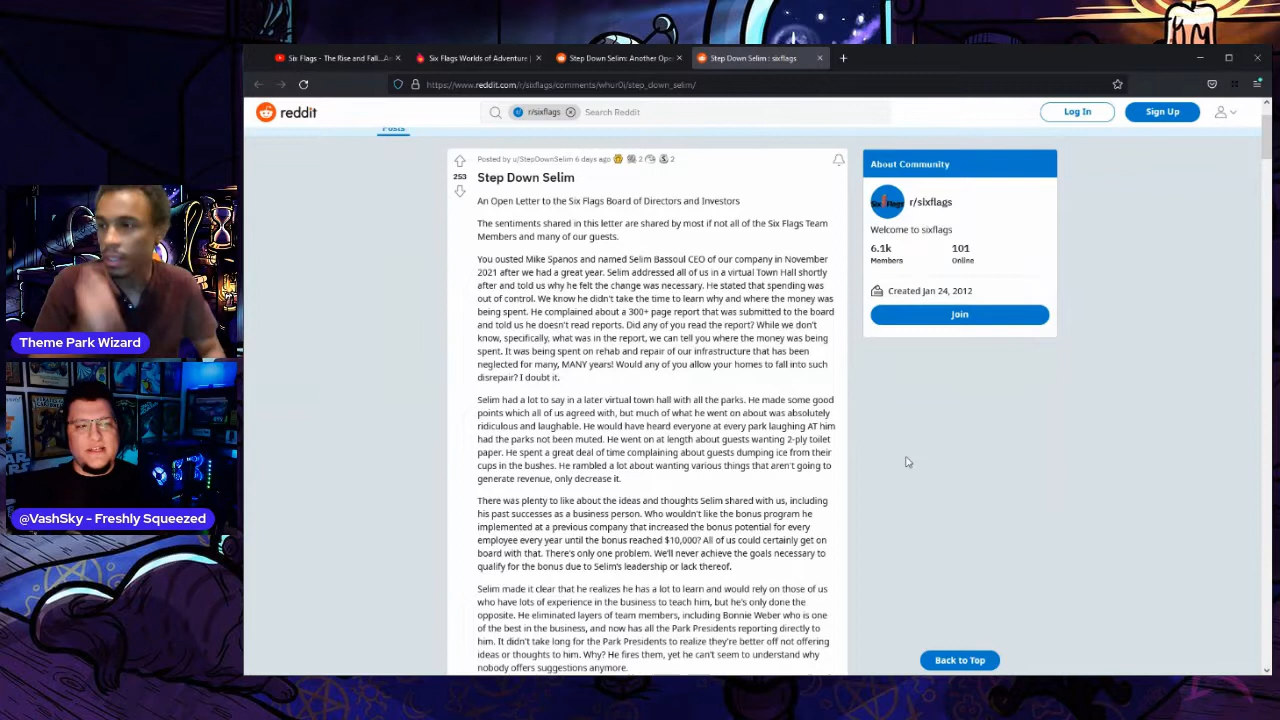 Six Flags - The Rise and Fall...A
Six Flags Worlds of Adventure |
Step Down Selim: Another Ope
Step Down Selim : sixflags
https://www.reddit.com/r/sixflags/comments/whur0i/step_down_selim/
reddit
r/sixflags
Search Reddit
Log In
Sign Up
Posts
Posted by u/StepDownSelim 6 days ago 2 2
253
Step Down Selim
An Open Letter to the Six Flags Board of Directors and Investors
The sentiments shared in this letter are shared by most if not all of the Six Flags Team
Members and many of our guests.
You ousted Mike Spanos and named Selim Bassoul CEO of our company in November
2021 after we had a great year. Selim addressed all of us in a virtual Town Hall shortly
after and told us why he felt the change was necessary. He stated that spending was
out of control. We know he didn't take the time to learn why and where the money was
being spent. He complained about a 300+ page report that was submitted to the board
and told us he doesn't read reports. Did any of you read the report? While we don't
know, specifically, what was in the report, we can tell you where the money was being
spent. It was being spent on rehab and repair of our infrastructure that has been
neglected for many, MANY years! Would any of you allow your homes to fall into such
disrepair? I doubt it.
Selim had a lot to say in a later virtual town hall with all the parks. He made some good
points which all of us agreed with, but much of what he went on about was absolutely
ridiculous and laughable. He would have heard everyone at every park laughing AT him
had the parks not been muted. He went on at length about guests wanting 2-ply toilet
paper. He spent a great deal of time complaining about guests dumping ice from their
cups in the bushes. He rambled a lot about wanting various things that aren't going to
generate revenue, only decrease it.
There was plenty to like about the ideas and thoughts Selim shared with us, including
his past successes as a business person. Who wouldn't like the bonus program he
implemented at a previous company that increased the bonus potential for every
employee every year until the bonus reached $10,000? All of us could certainly get on
board with that. There's only one problem. We'll never achieve the goals necessary to
qualify for the bonus due to Selim's leadership or lack thereof.
Selim made it clear that he realizes he has a lot to learn and would rely on those of us
who have lots of experience in the business to teach him, but he's only done the
opposite. He eliminated layers of team members, including Bonnie Weber who is one
of the best in the business, and now has all the Park Presidents reporting directly to
him. It didn't take long for the Park Presidents to realize they're better off not offering
ideas or thoughts to him. Why? He fires them, yet he can't seem to understand why
nobody offers suggestions anymore.
About Community
r/sixflags
Welcome to sixflags
6.1k
101
Members
Online
Created Jan 24, 2012
Join
Back to Top
Theme Park Wizard
@VashSky - Freshly Squeezed